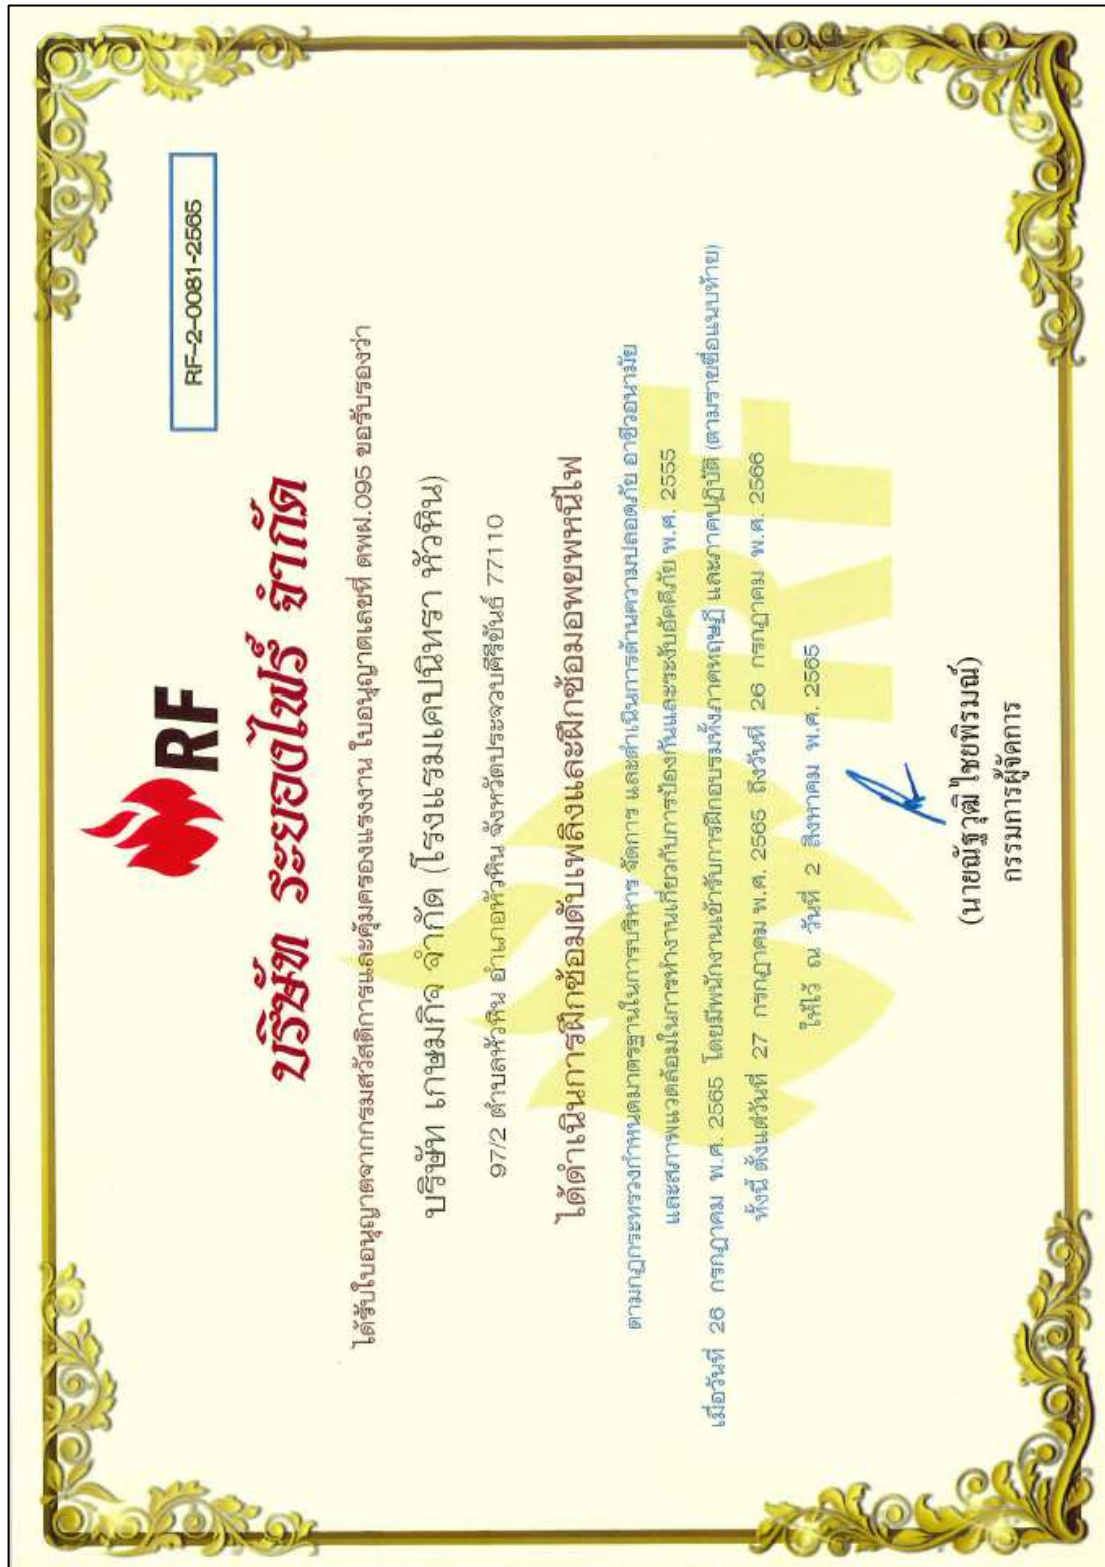 RF-2-0081-2565
RF
บริษัท ระยองไฟร์ จำกัด
ได้รับใบอนุญาตจากกรมสวัสดิการและคุ้มครองแรงงาน ใบอนุญาตเลขที่ ดพฝ.095 ขอรับรองว่า
บริษัท เกษมกิจ จำกัด (โรงแรมเคปนิทรา หัวหิน)
97/2 ตำบลหัวหิน อำเภอหัวหิน จังหวัดประจวบคีรีขันธ์ 77110
ได้ดำเนินการฝึกซ้อมดับเพลิงและฝึกซ้อมอพยพหนีไฟ
ตามกฎกระทรวงกำหนดมาตรฐานในการบริหาร จัดการ และดำเนินการด้านความปลอดภัย อาชีวอนามัย
และสภาพแวดล้อมในการทำงานเกี่ยวกับการป้องกันและระงับอัคคีภัย พ.ศ. 2555
เมื่อวันที่ 26 กรกฎาคม พ.ศ. 2565 โดยมีพนักงานเข้ารับการฝึกอบรมทั้งภาคทฤษฎี และภาคปฏิบัติ (ตามรายชื่อแนบท้าย)
ทั้งนี้ ตั้งแต่วันที่ 27 กรกฎาคม พ.ศ. 2565 ถึงวันที่ 26 กรกฎาคม พ.ศ. 2566
ให้ไว้ ณ วันที่ 2 สิงหาคม พ.ศ. 2565
RF
(นายณัฐวุฒิ ไชยพิรมณ์)
กรรมการผู้จัดการ